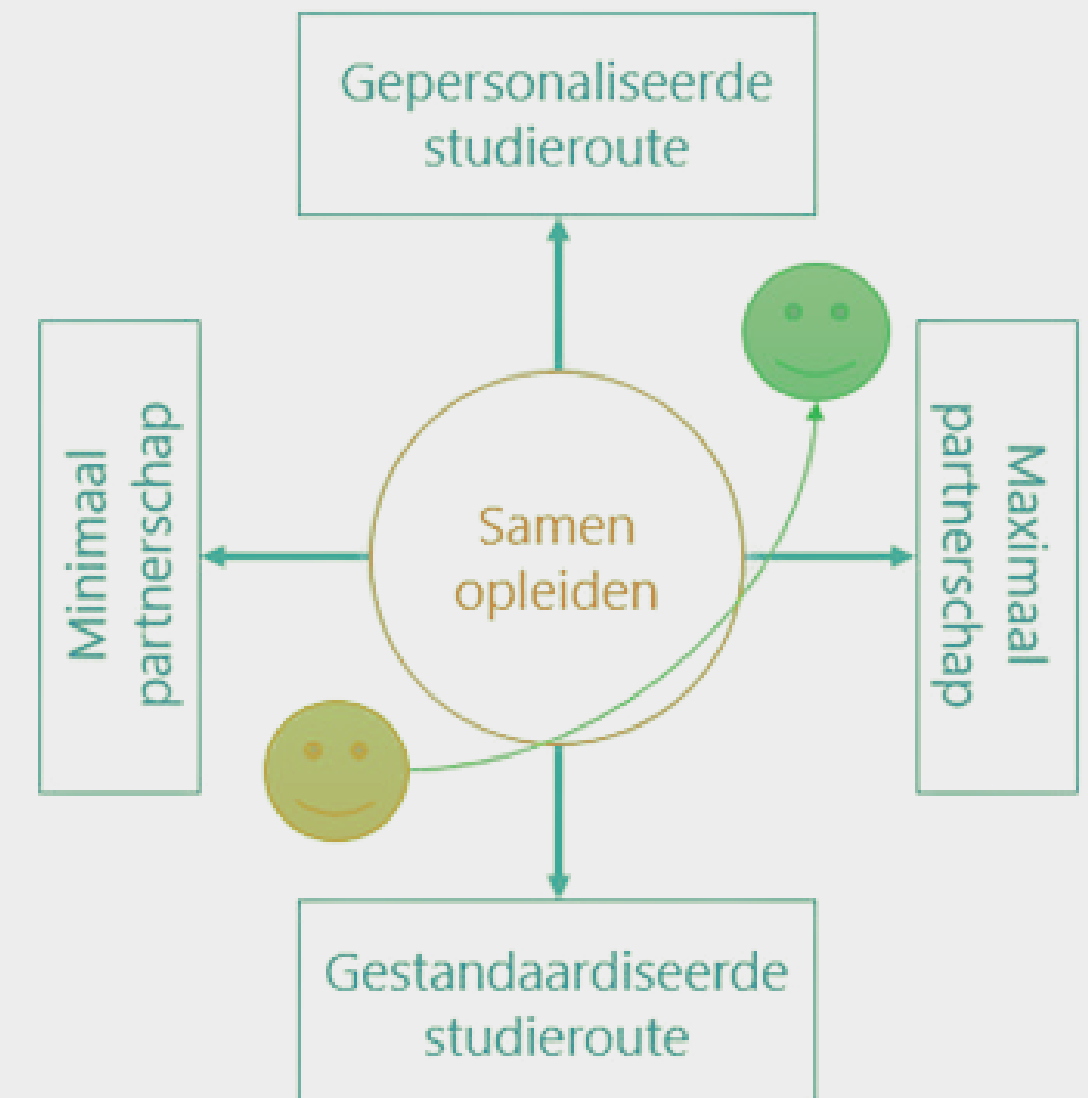 Gepersonaliseerde
studieroute
Minimaal
partnerschap
Samen
opleiden
Maximaal
partnerschap
Gestandaardiseerde
studieroute